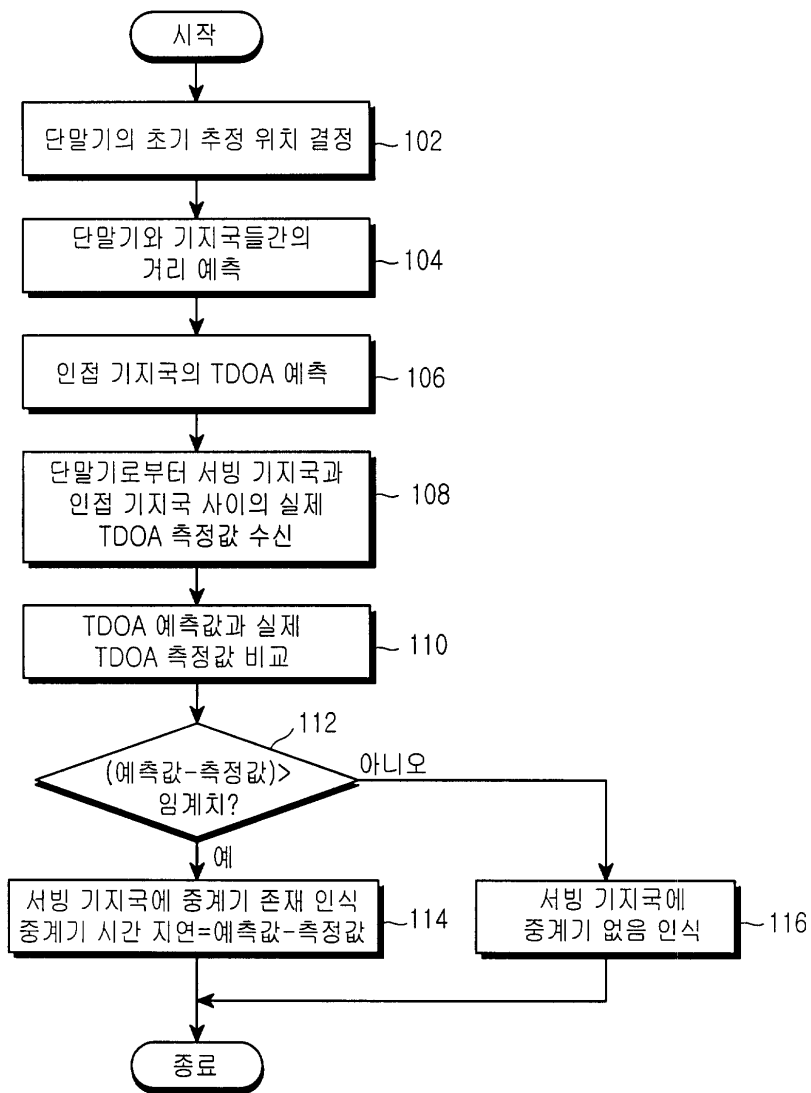 시작
단말기의 초기 추정 위치 결정
102
단말기와 기지국들간의
거리 예측
104
인접 기지국의 TDOA 예측
106
단말기로부터 서빙 기지국과
인접 기지국 사이의 실제
TDOA 측정값 수신
108
TDOA 예측값과 실제
TDOA 측정값 비교
110
112
(예측값-측정값)>
임계치?
아니오
예
서빙 기지국에 중계기 존재 인식
중계기 시간 지연=예측값-측정값
114
서빙 기지국에
중계기 없음 인식
116
종료